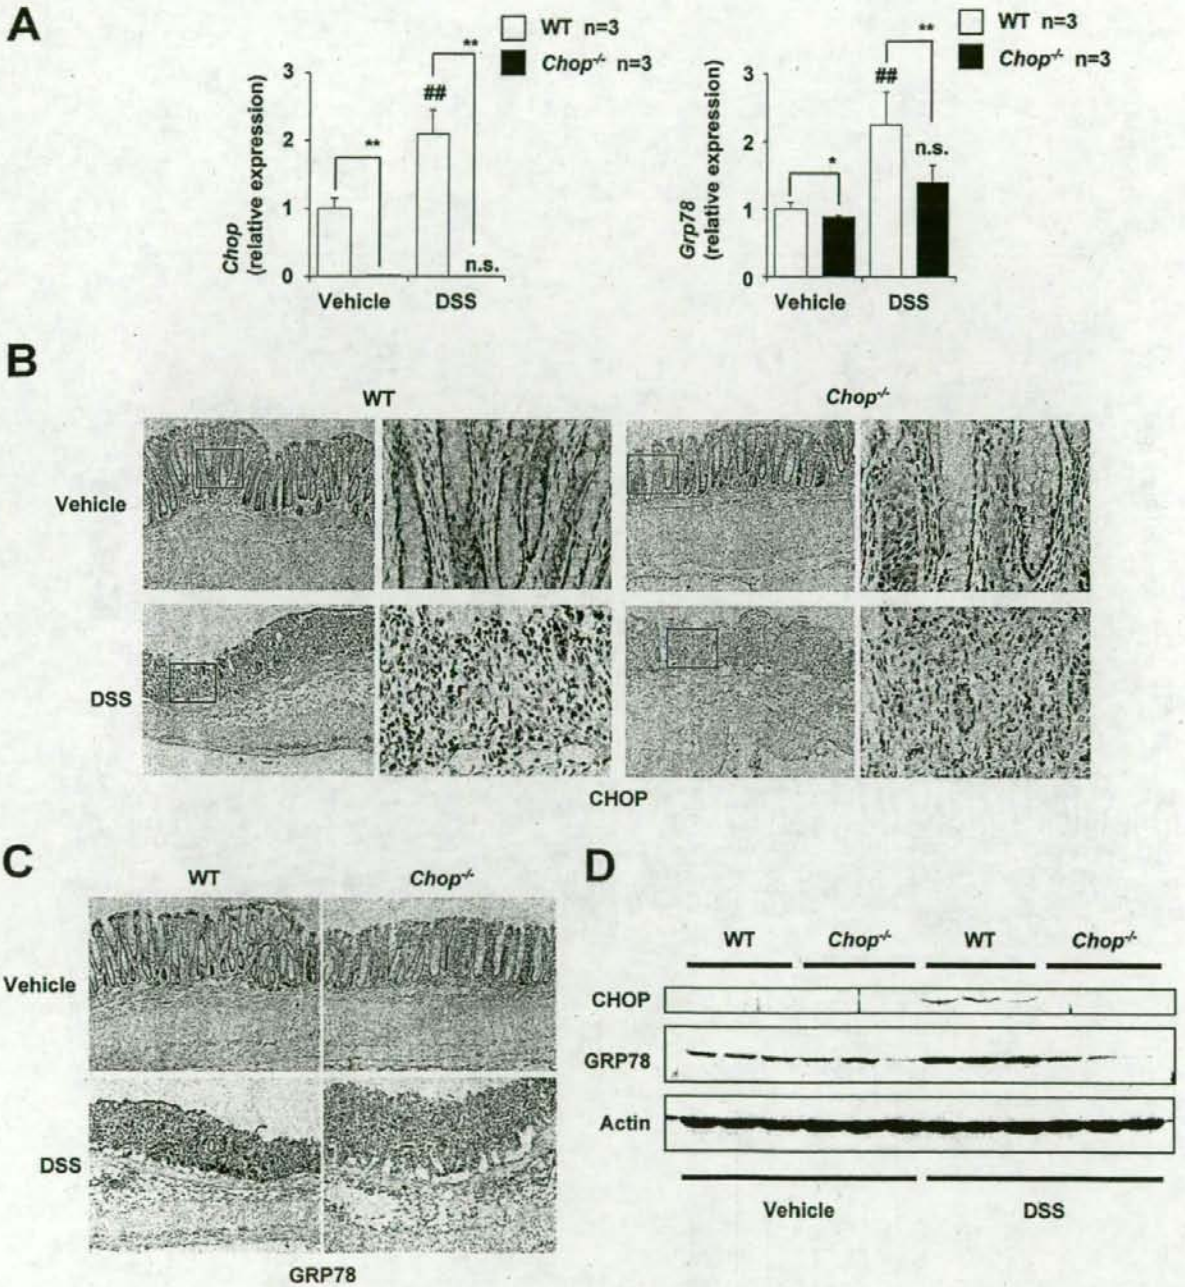 A
WT n=3
Chop-/- n=3
Chop
(relative expression)
3
2
1
0
**
##
**
n.s.
Vehicle DSS
WT n=3
Chop-/- n=3
Grp78
(relative expression)
3
2
1
0
*
##
**
n.s.
Vehicle DSS
B
WT Chop-/-
Vehicle
DSS
CHOP
C
WT Chop-/-
Vehicle
DSS
GRP78
D
WT Chop-/- WT Chop-/-
CHOP
GRP78
Actin
Vehicle DSS